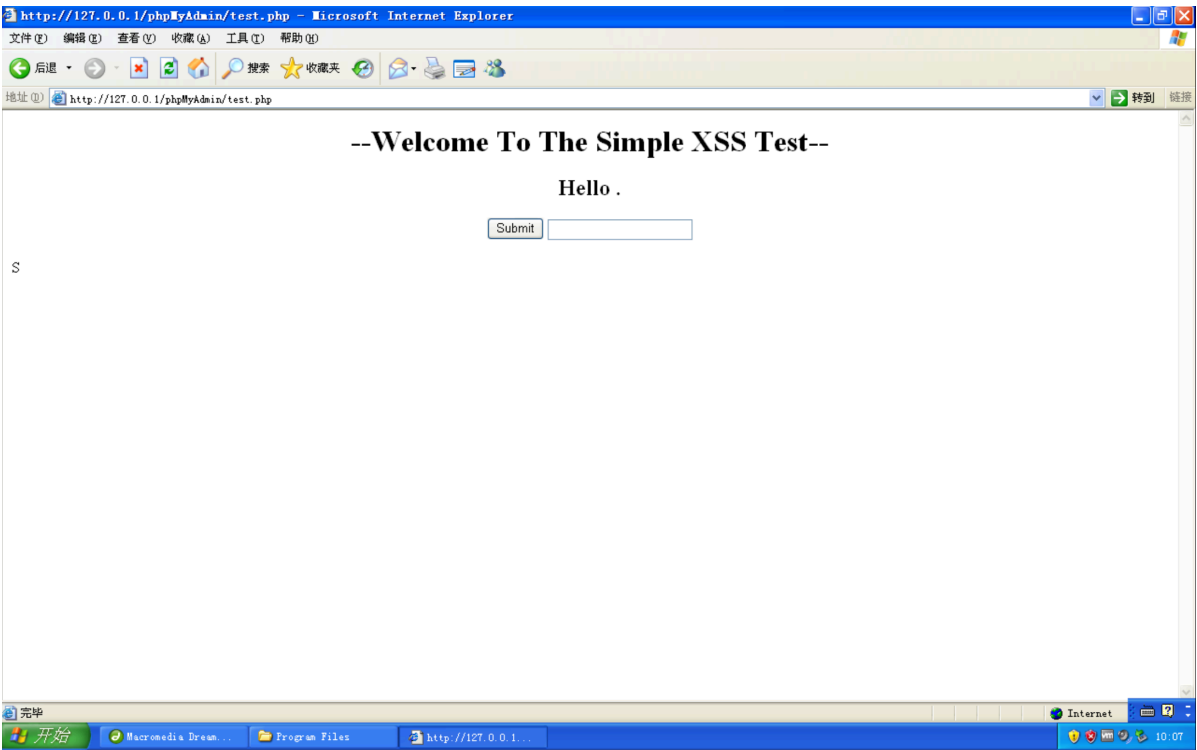 http://127.0.0.1/phpMyAdmin/test.php - Microsoft Internet Explorer
文件(F) 编辑(E) 查看(V) 收藏(A) 工具(T) 帮助(H)
后退 搜索 收藏夹
地址(D) http://127.0.0.1/phpMyAdmin/test.php 转到 链接
--Welcome To The Simple XSS Test--
Hello .
Submit
S
完毕 Internet
开始 Macromedia Dream... Program Files http://127.0.0.1... 10:07